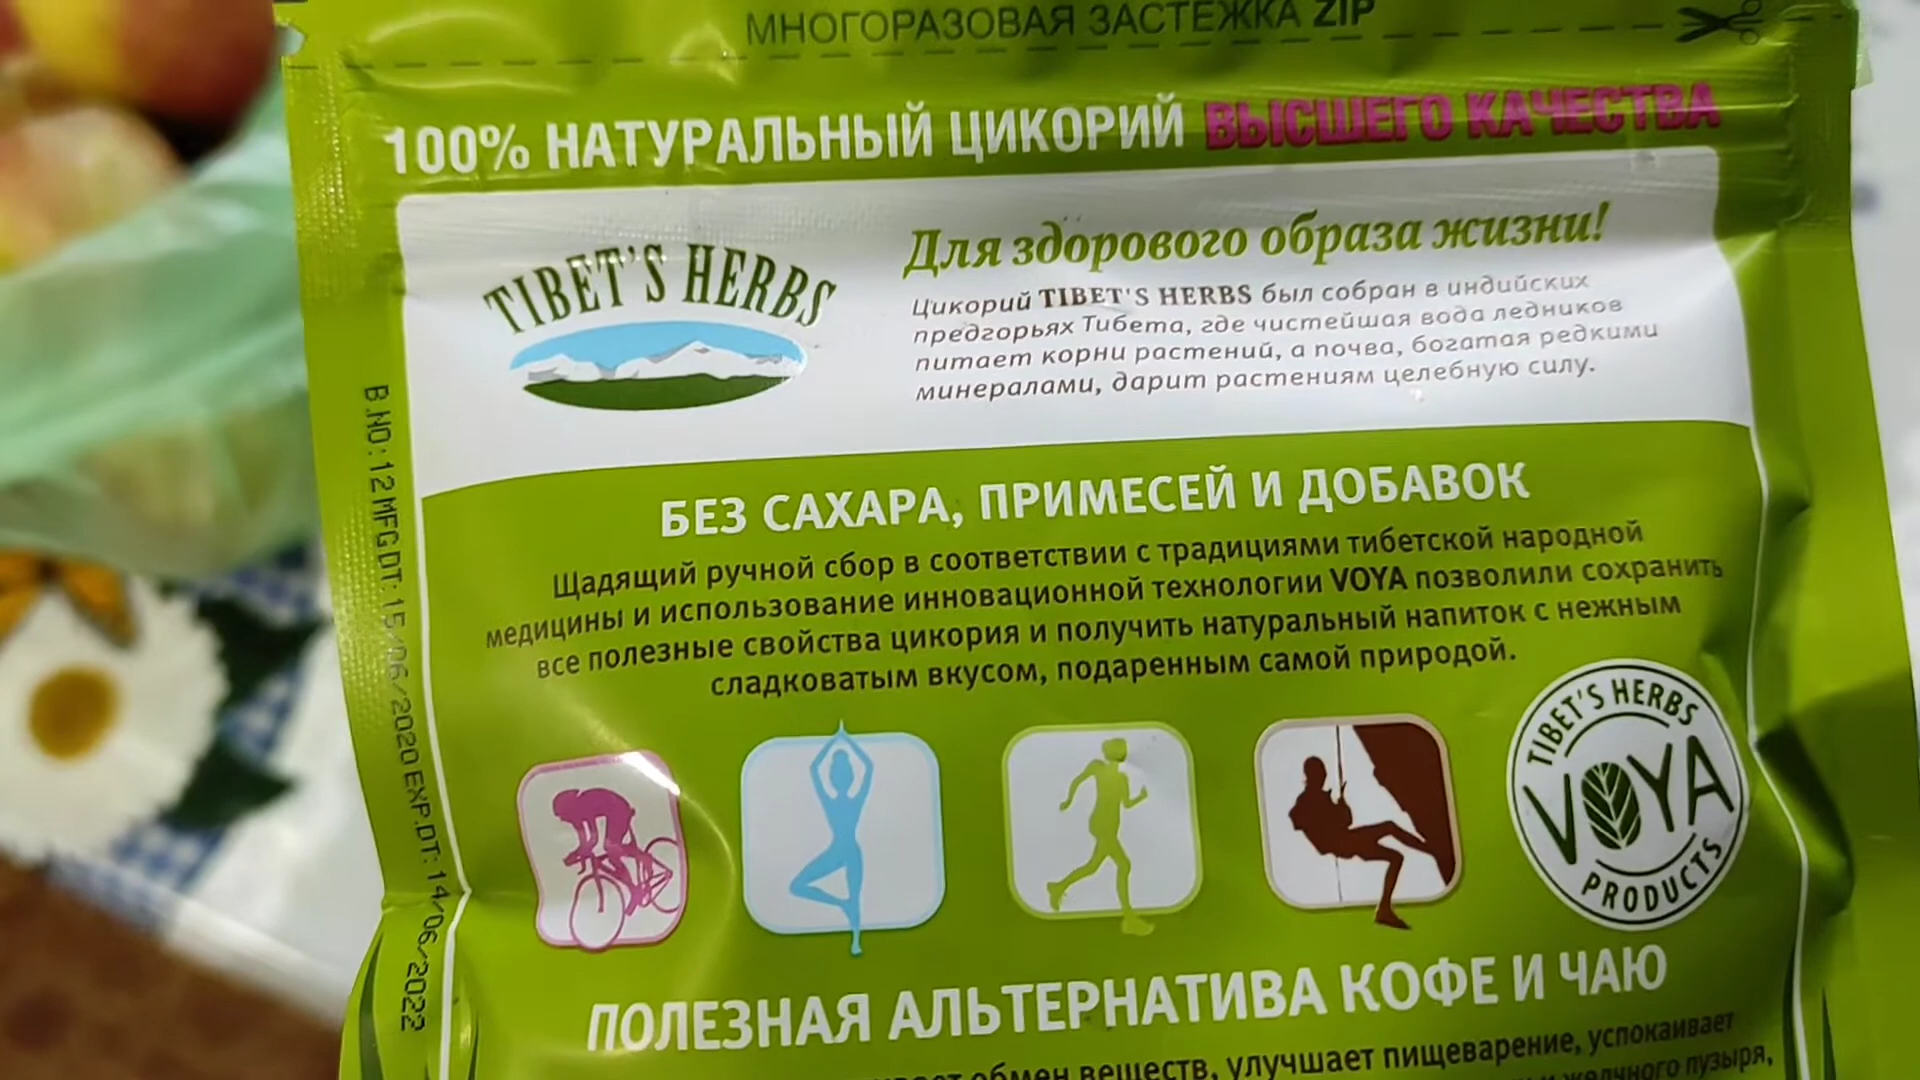 МНОГОРАЗОВАЯ ЗАСТЕЖКА ZIP
100% НАТУРАЛЬНЫЙ ЦИКОРИЙ ВЫСШЕГО КАЧЕСТВА
TIBET'S HERBS
Для здорового образа жизни!
Цикорий TIBET'S HERBS был собран в индийских
предгорьях Тибета, где чистейшая вода ледников
питает корни растений, а почва, богатая редкими
минералами, дарит растениям целебную силу.
B.NO: 12 MFG.DT: 15/06/2020 EXP.DT: 14/06/2022
БЕЗ САХАРА, ПРИМЕСЕЙ И ДОБАВОК
Щадящий ручной сбор в соответствии с традициями тибетской народной
медицины и использование инновационной технологии VOYA позволили сохранить
все полезные свойства цикория и получить натуральный напиток с нежным
сладковатым вкусом, подаренным самой природой.
TIBET'S HERBS
VOYA
PRODUCTS
ПОЛЕЗНАЯ АЛЬТЕРНАТИВА КОФЕ И ЧАЮ
обмен веществ, улучшает пищеварение, успокаивает
и желчного пузыря,